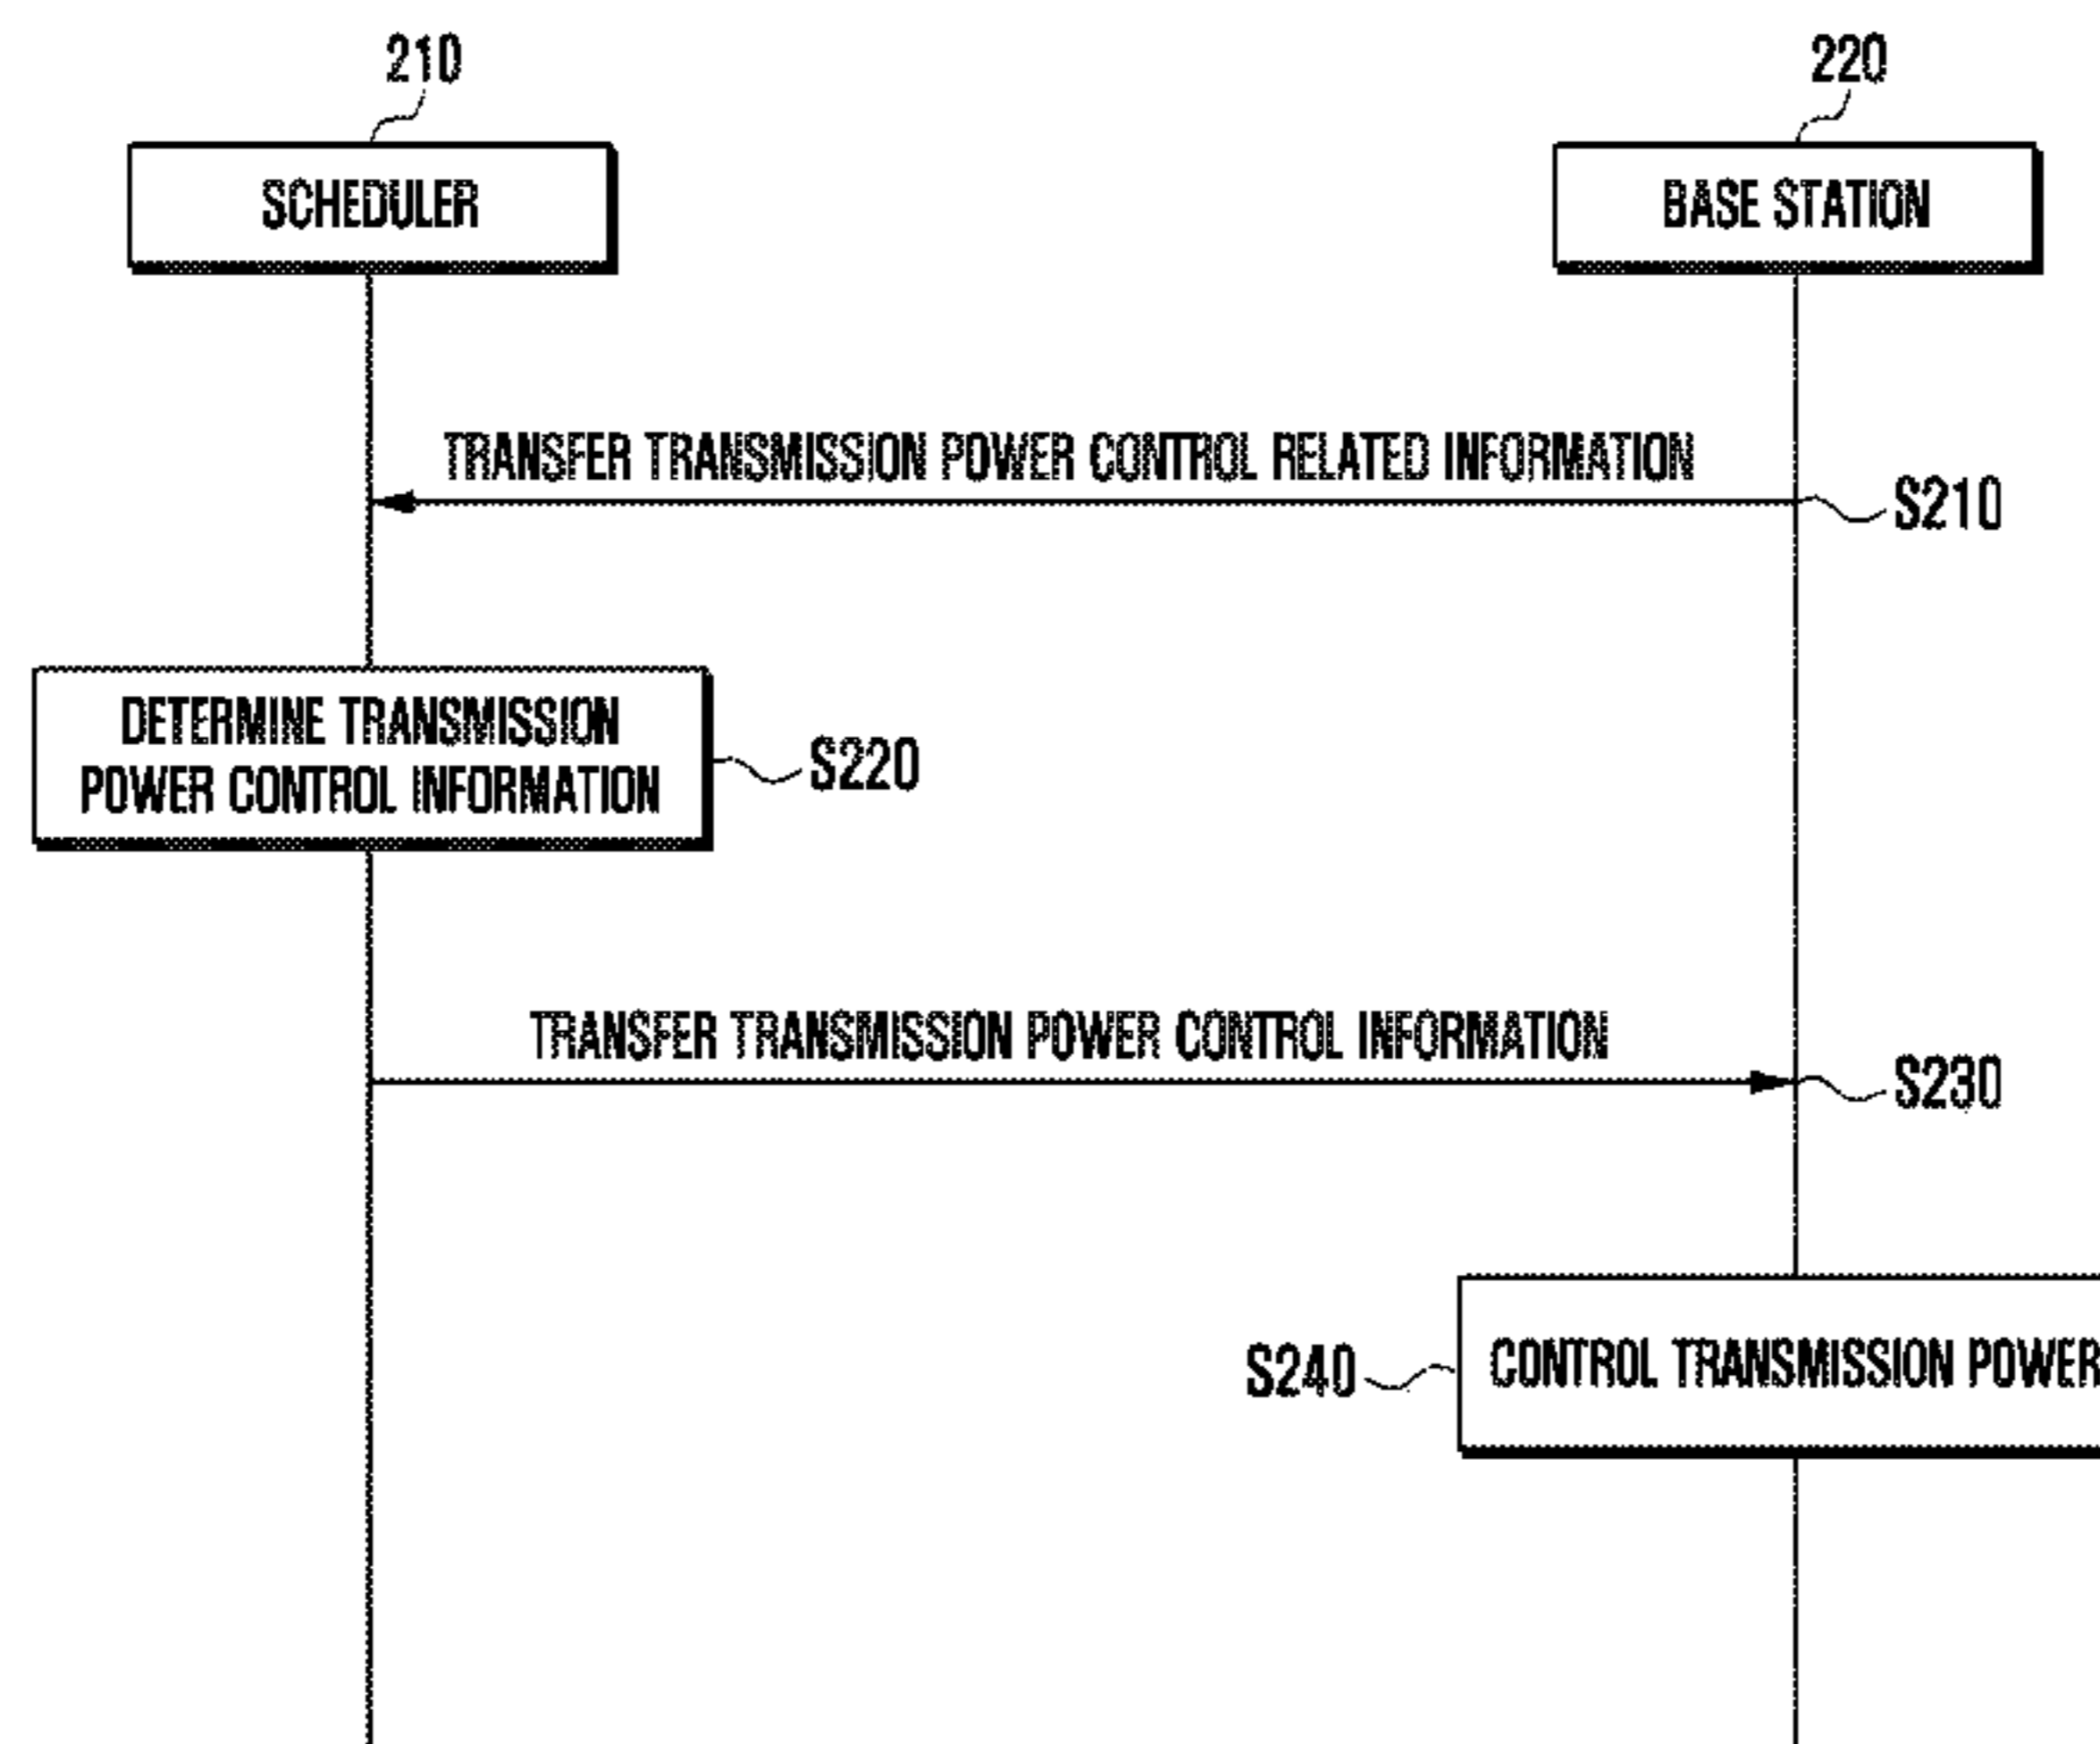 210
220
SCHEDULER
BASE STATION
TRANSFER TRANSMISSION POWER CONTROL RELATED INFORMATION
S210
DETERMINE TRANSMISSION
POWER CONTROL INFORMATION
S220
TRANSFER TRANSMISSION POWER CONTROL INFORMATION
S230
S240
CONTROL TRANSMISSION POWER